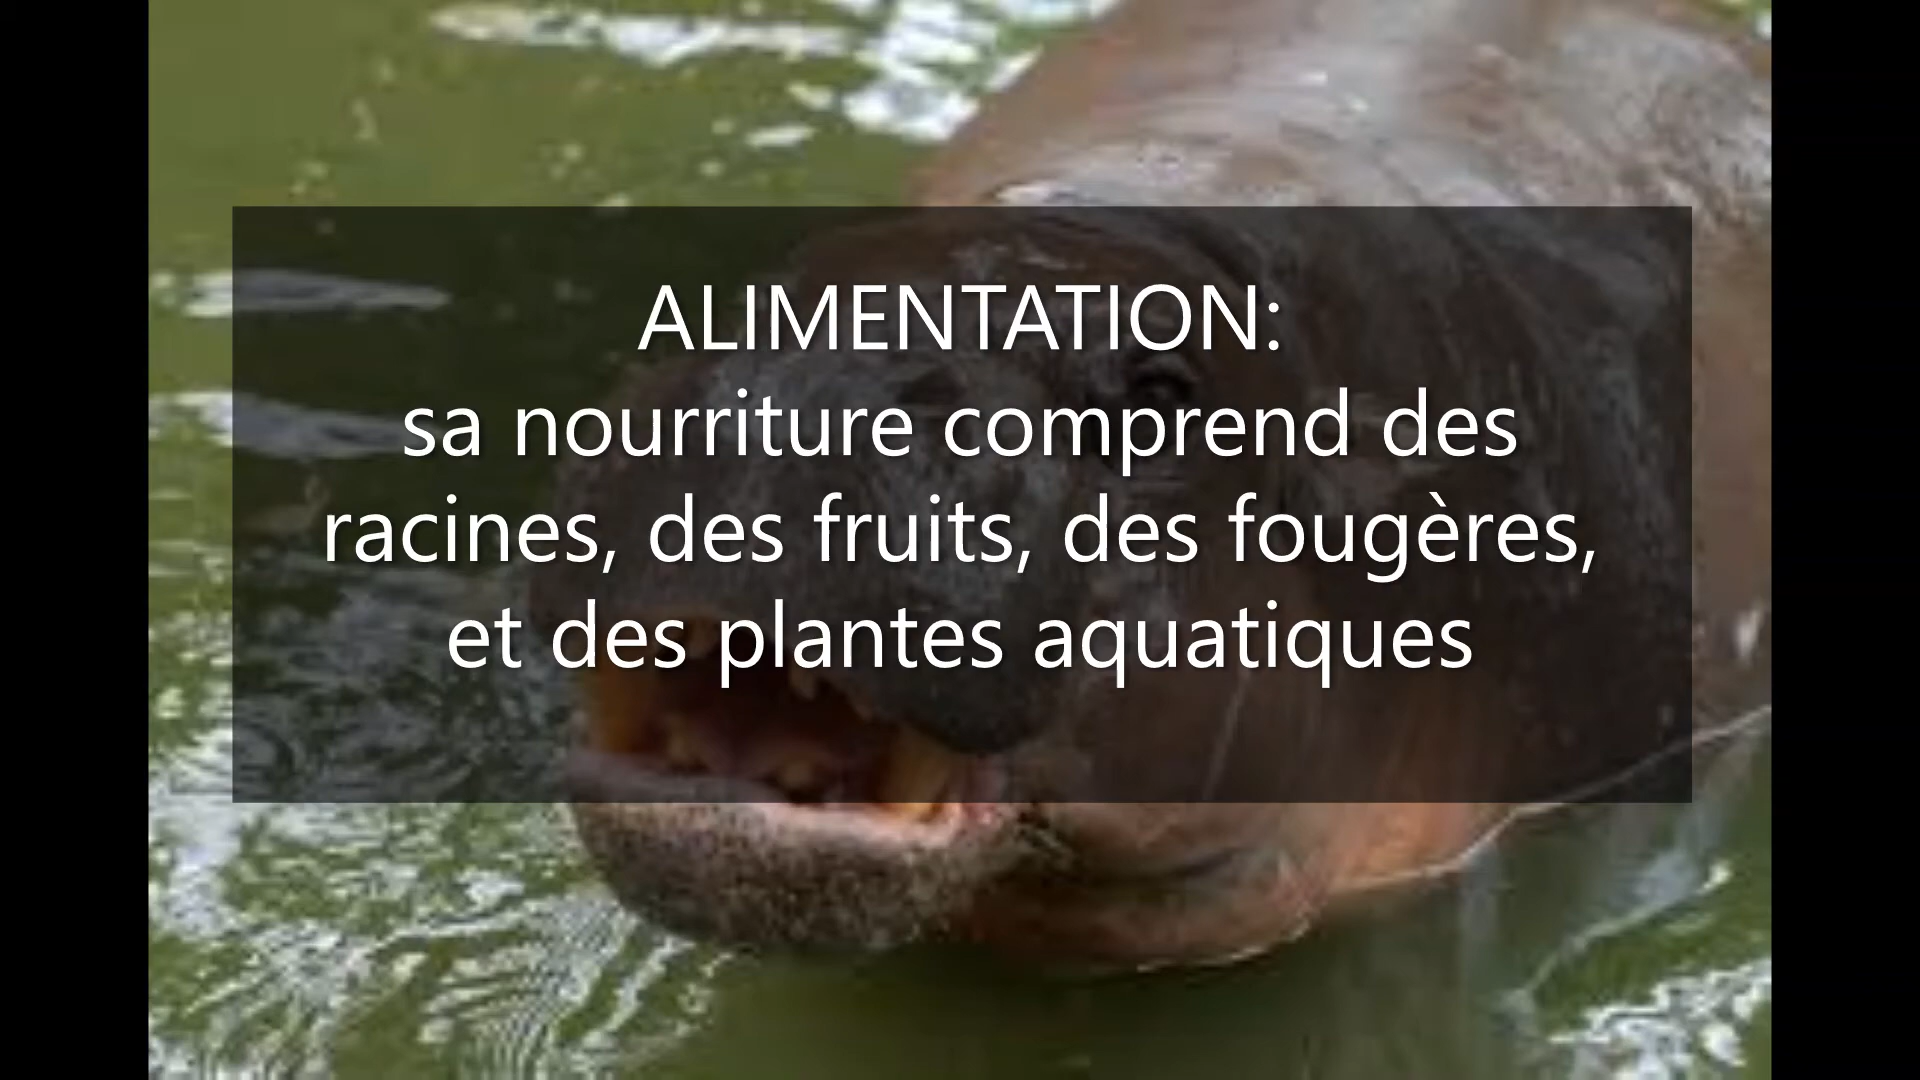 ALIMENTATION:
sa nourriture comprend des
racines, des fruits, des fougères,
et des plantes aquatiques